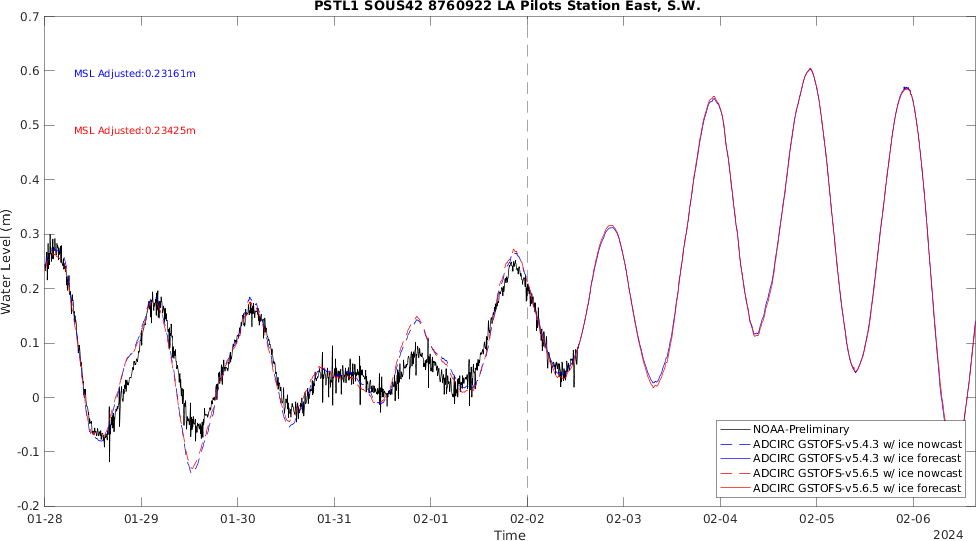 PSTL1 SOUS42 8760922 LA Pilots Station East, S.W.
0.7
0.6
0.5
0.4
0.3
0.2
0.1
0
-0.1
-0.2
Water Level (m)
MSL Adjusted:0.23161m
MSL Adjusted:0.23425m
NOAA-Preliminary
ADCIRC GSTOFS-v5.4.3 w/ ice nowcast
ADCIRC GSTOFS-v5.4.3 w/ ice forecast
ADCIRC GSTOFS-v5.6.5 w/ ice nowcast
ADCIRC GSTOFS-v5.6.5 w/ ice forecast
01-28 01-29 01-30 01-31 02-01 02-02 02-03 02-04 02-05 02-06
Time
2024